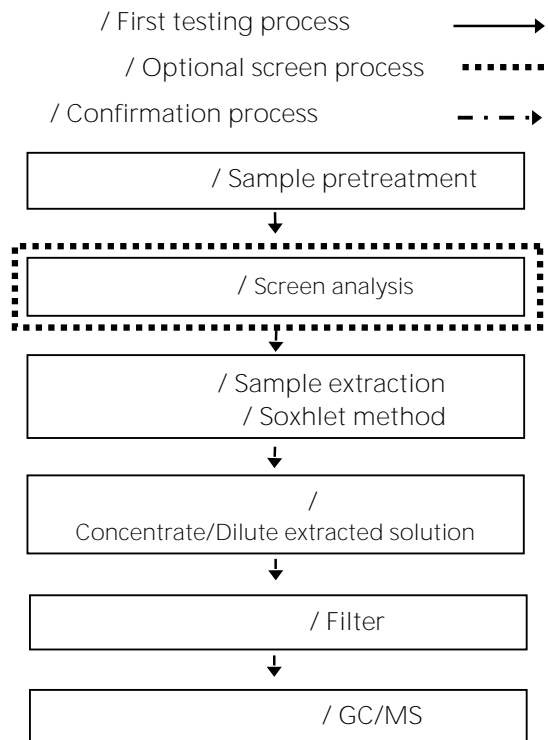 / First testing process
/ Optional screen process
/ Confirmation process
/ Sample pretreatment
/ Screen analysis
/ Sample extraction
/ Soxhlet method
/
Concentrate/Dilute extracted solution
/ Filter
/ GC/MS